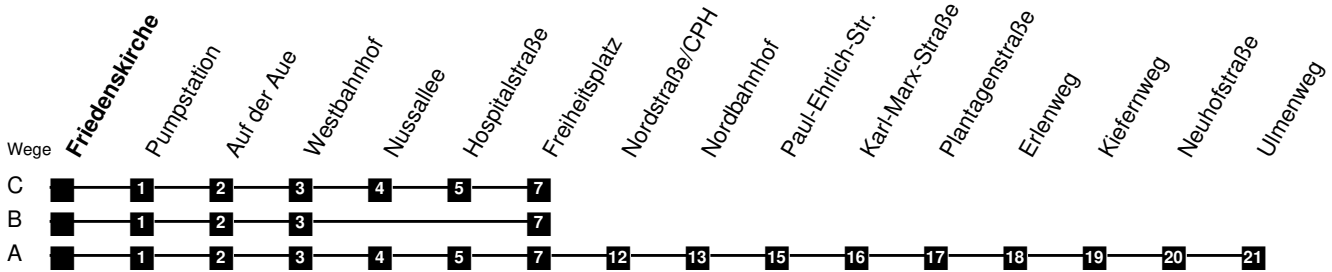 Friedenskirche
Pumpstation
Auf der Aue
Westbahnhof
Nussallee
Hospitalstraße
Freiheitsplatz
Nordstraße/CPH
Nordbahnhof
Paul-Ehrlich-Str.
Karl-Marx-Straße
Plantagenstraße
Erlenweg
Kiefernweg
Neuhofstraße
Ulmenweg
Wege
C 1 2 3 4 5 7
B 1 2 3 7
A 1 2 3 4 5 7 12 13 15 16 17 18 19 20 21